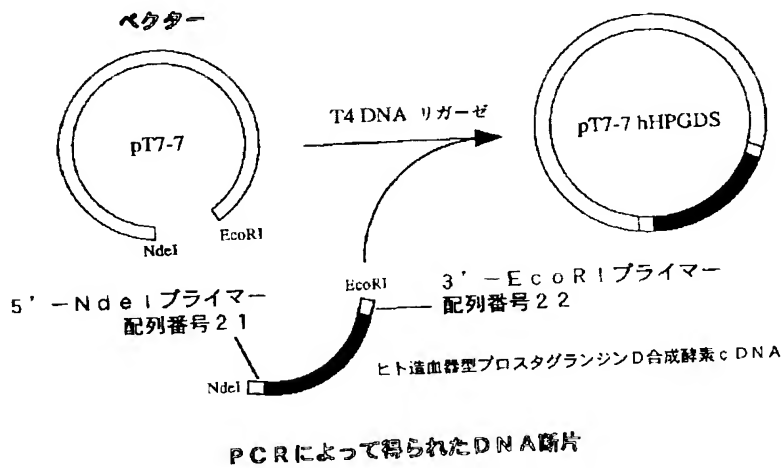 ベクター
pT7-7
NdeI
EcoRI
T4 DNA リガーゼ
pT7-7 hHPGDS
5'－NdeIプライマー
配列番号21
EcoRI
3'－EcoRIプライマー
配列番号22
NdeI
ヒト造血器型プロスタグランジンD合成酵素cDNA
PCRによって得られたDNA断片